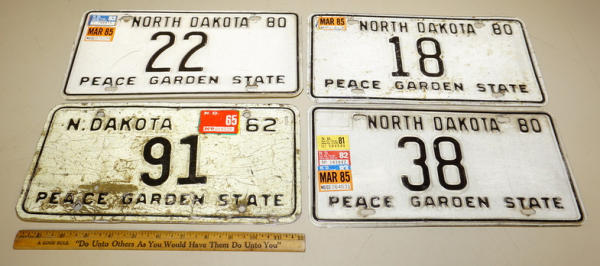 NORTH DAKOTA 80
MAR 85
22
PEACE GARDEN STATE
MAR 85
NORTH DAKOTA 80
18
PEACE GARDEN STATE
N. DAKOTA 62
N D
65
91
PEACE GARDEN STATE
NORTH DAKOTA 80
81
82
MAR 85
38
PEACE GARDEN STATE
A GOOD RULE "Do Unto Others As You Would Have Them Do Unto You"